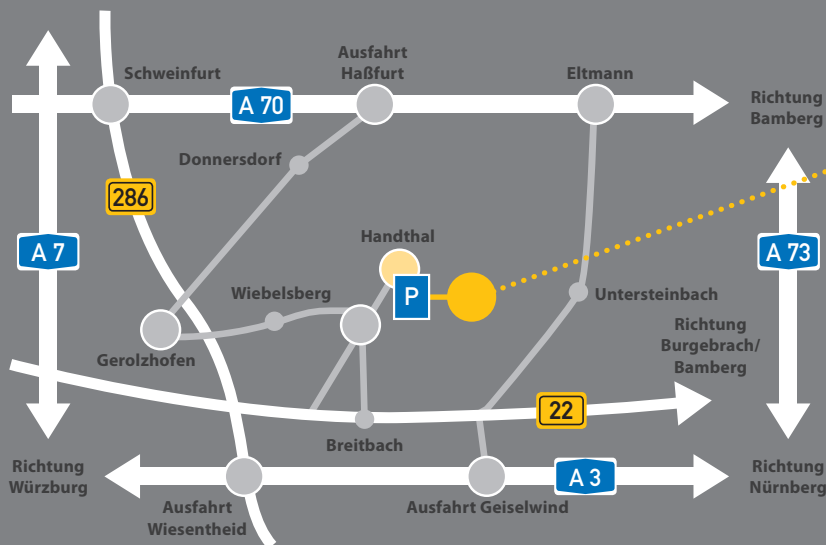 Ausfahrt
Haßfurt
Schweinfurt
Eltmann
A 70
Richtung
Bamberg
Donnersdorf
286
Handthal
A 7
A 73
P
Wiebelsberg
Untersteinbach
Richtung
Burgebrach/
Bamberg
Gerolzhofen
22
Breitbach
Richtung
Würzburg
A 3
Richtung
Nürnberg
Ausfahrt
Wiesentheid
Ausfahrt Geiselwind